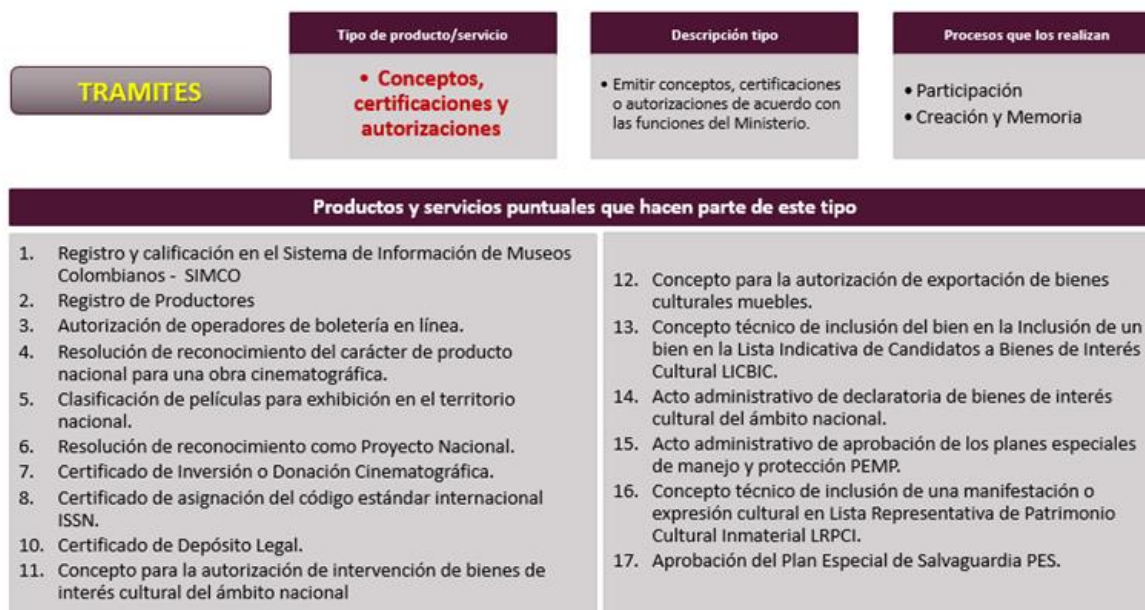 TRAMITES
Tipo de producto/servicio
• Conceptos,
certificaciones y
autorizaciones
Descripción tipo
• Emitir conceptos, certificaciones
o autorizaciones de acuerdo con
las funciones del Ministerio.
Procesos que los realizan
• Participación
• Creación y Memoria
Productos y servicios puntuales que hacen parte de este tipo
1. Registro y calificación en el Sistema de Información de Museos
Colombianos - SIMCO
2. Registro de Productores
3. Autorización de operadores de boletería en línea.
4. Resolución de reconocimiento del carácter de producto
nacional para una obra cinematográfica.
5. Clasificación de películas para exhibición en el territorio
nacional.
6. Resolución de reconocimiento como Proyecto Nacional.
7. Certificado de Inversión o Donación Cinematográfica.
8. Certificado de asignación del código estándar internacional
ISSN.
10. Certificado de Depósito Legal.
11. Concepto para la autorización de intervención de bienes de
interés cultural del ámbito nacional
12. Concepto para la autorización de exportación de bienes
culturales muebles.
13. Concepto técnico de inclusión del bien en la Inclusión de un
bien en la Lista Indicativa de Candidatos a Bienes de Interés
Cultural LICBIC.
14. Acto administrativo de declaratoria de bienes de interés
cultural del ámbito nacional.
15. Acto administrativo de aprobación de los planes especiales
de manejo y protección PEMP.
16. Concepto técnico de inclusión de una manifestación o
expresión cultural en Lista Representativa de Patrimonio
Cultural Inmaterial LRPCI.
17. Aprobación del Plan Especial de Salvaguardia PES.